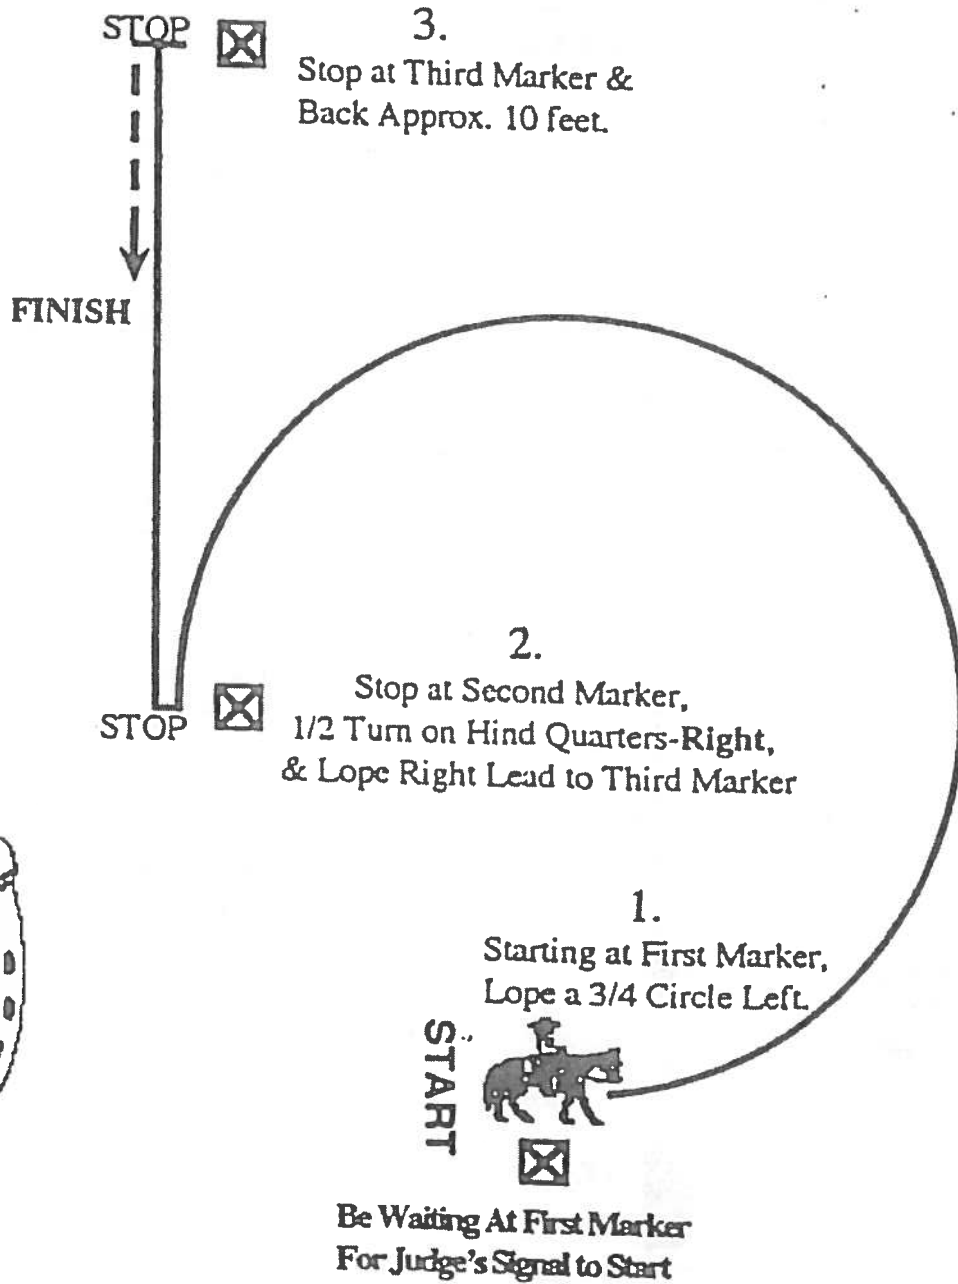 STOP
3.
Stop at Third Marker &
Back Approx. 10 feet.
FINISH
2.
Stop at Second Marker,
STOP
1/2 Turn on Hind Quarters-Right,
& Lope Right Lead to Third Marker
1.
Starting at First Marker,
Lope a 3/4 Circle Left.
START
Be Waiting At First Marker
For Judge's Signal to Start